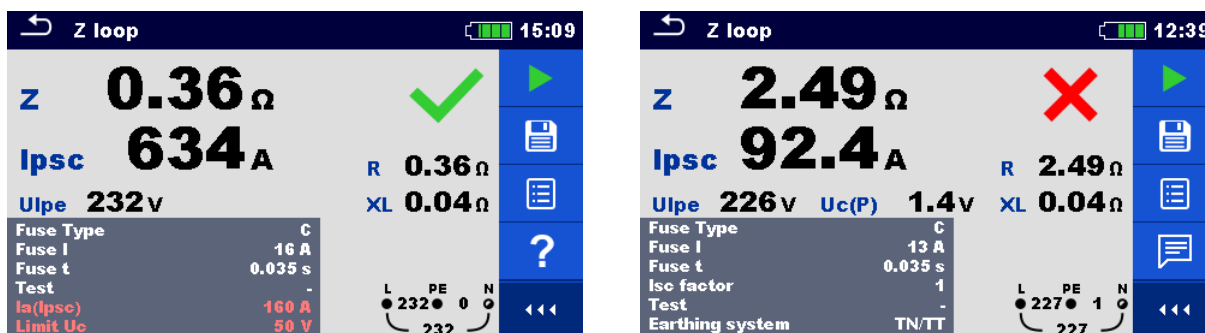 Z loop 15:09
Z 0.36 Ω
Ipsc 634 A
R 0.36 Ω
Ulpe 232 V XL 0.04 Ω
Fuse Type C
Fuse I 16 A
Fuse t 0.035 s
Test -
Ia(Ipsc) 160 A
Limit Uc 50 V
?
L PE N
232 0
232
Z loop 12:39
Z 2.49 Ω
Ipsc 92.4 A
R 2.49 Ω
Ulpe 226 V Uc(P) 1.4 V XL 0.04 Ω
Fuse Type C
Fuse I 13 A
Fuse t 0.035 s
Isc factor 1
Test -
Earthing system TN/TT
L PE N
227 1
227